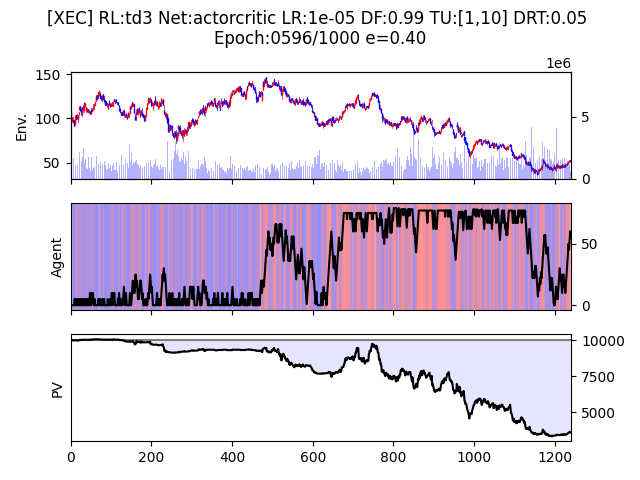 [XEC] RL:td3 Net:actorcritic LR:1e-05 DF:0.99 TU:[1,10] DRT:0.05
Epoch:0596/1000 e=0.40
1e6
150
100
50
Env.
5
0
Agent
50
0
PV
10000
7500
5000
0 200 400 600 800 1000 1200